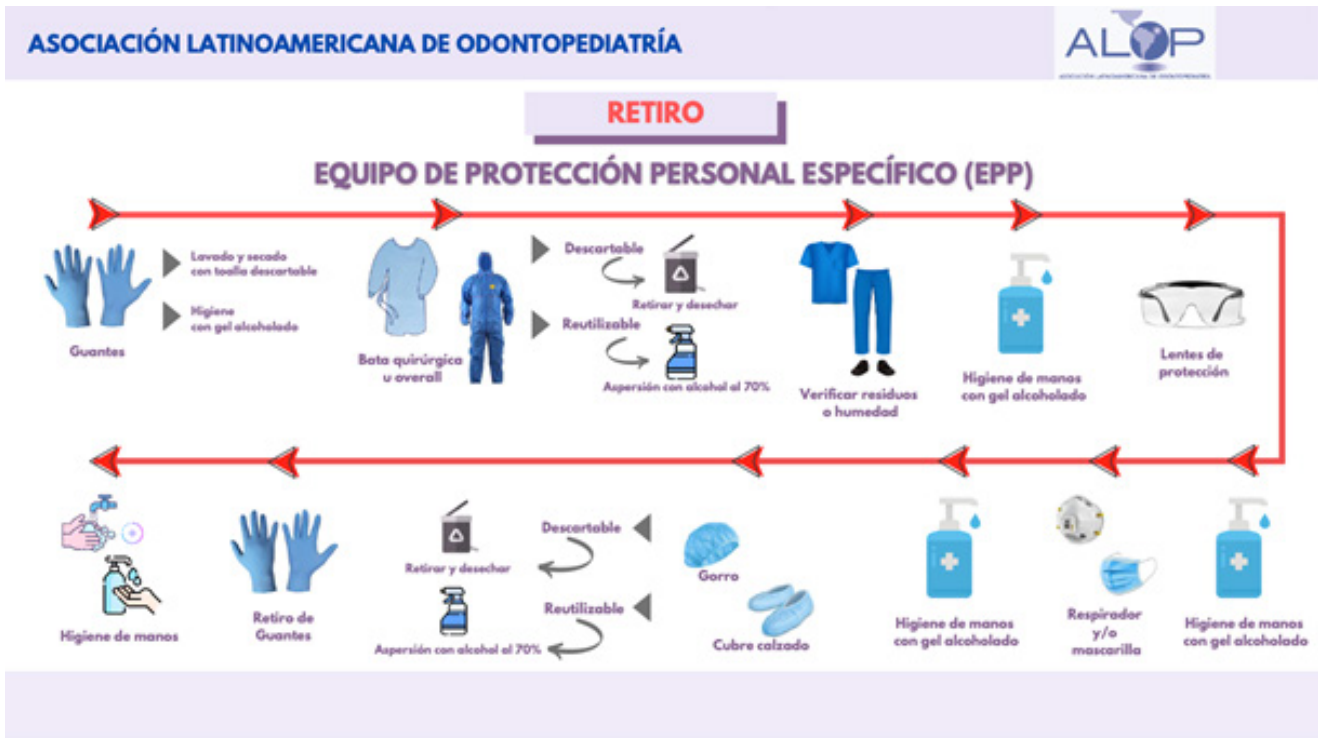 ASOCIACIÓN LATINOAMERICANA DE ODONTOPEDIATRÍA
ALOP
ASOCIACIÓN LATINOAMERICANA DE ODONTOPEDIATRÍA
RETIRO
EQUIPO DE PROTECCIÓN PERSONAL ESPECÍFICO (EPP)
Guantes
Lavado y secado
con toalla descartable
Higiene
con gel alcoholado
Bata quirúrgica
u overall
Descartable
Retirar y desechar
Reutilizable
Aspersión con alcohol al 70%
Verificar residuos
o humedad
Higiene de manos
con gel alcoholado
Lentes de
protección
Higiene de manos
con gel alcoholado
Respirador
y/o
mascarilla
Higiene de manos
con gel alcoholado
Gorro
Cubre calzado
Descartable
Retirar y desechar
Reutilizable
Aspersión con alcohol al 70%
Retiro de
Guantes
Higiene de manos